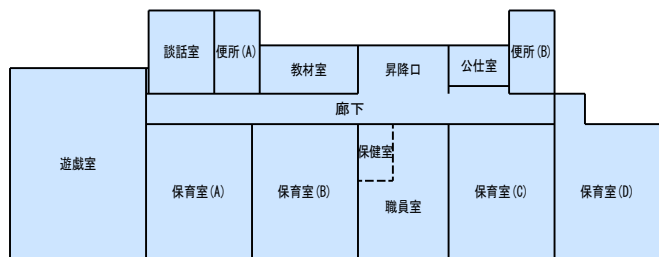 談話室
便所(A)
教材室
昇降口
公仕室
便所(B)
廊下
遊戯室
保育室(A)
保育室(B)
保健室
職員室
保育室(C)
保育室(D)